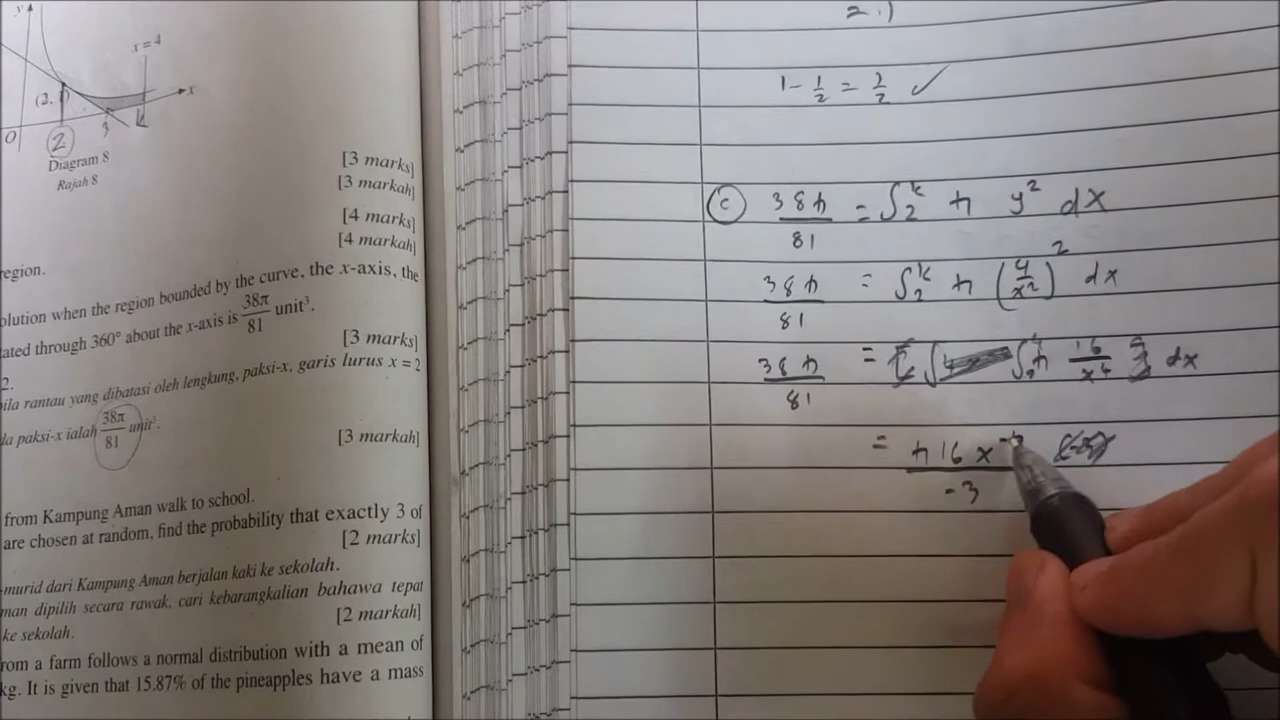 y
x = 4
(2, 1)
x
O
2
3
Diagram 8
Rajah 8
[3 marks]
[3 markah]
[4 marks]
[4 markah]
region.
olution when the region bounded by the curve, the x-axis, the
ated through 360° about the x-axis is 38π/81 unit³.
[3 marks]
2.
bila rantau yang dibatasi oleh lengkung, paksi-x, garis lurus x = 2
da paksi-x ialah 38π/81 unit³.
[3 markah]
from Kampung Aman walk to school.
are chosen at random, find the probability that exactly 3 of
[2 marks]
-murid dari Kampung Aman berjalan kaki ke sekolah.
man dipilih secara rawak, cari kebarangkalian bahawa tepat
ke sekolah.
[2 markah]
rom a farm follows a normal distribution with a mean of
kg. It is given that 15.87% of the pineapples have a mass
1 - 1/2 = 2/2 ✓
c 38π/81 = ∫₂ᵏ π y² dx
38π/81 = ∫₂ᵏ π (4/x²)² dx
38π/81 = ∫ π 16/x⁴ dx
= π16x⁻³/-3